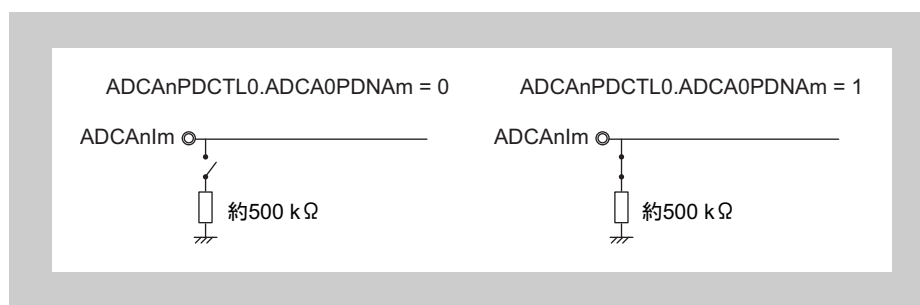 ADCAnPDCTL0.ADCA0PDNAm = 0
ADCAnIm
約500 kΩ
ADCAnPDCTL0.ADCA0PDNAm = 1
ADCAnIm
約500 kΩ